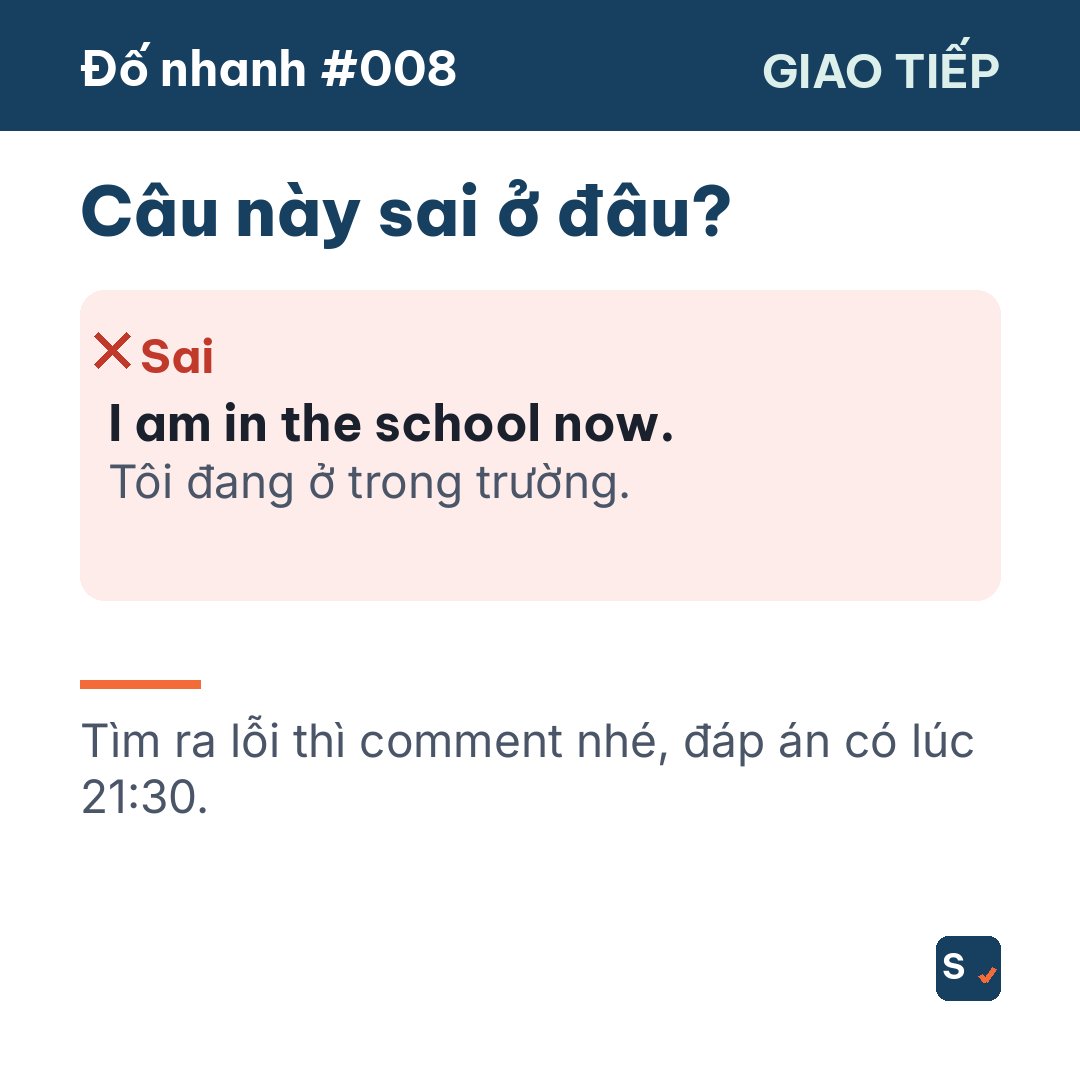 Đố nhanh #008
GIAO TIẾP
Câu này sai ở đâu?
Sai
I am in the school now.
Tôi đang ở trong trường.
Tìm ra lỗi thì comment nhé, đáp án có lúc
21:30.
S